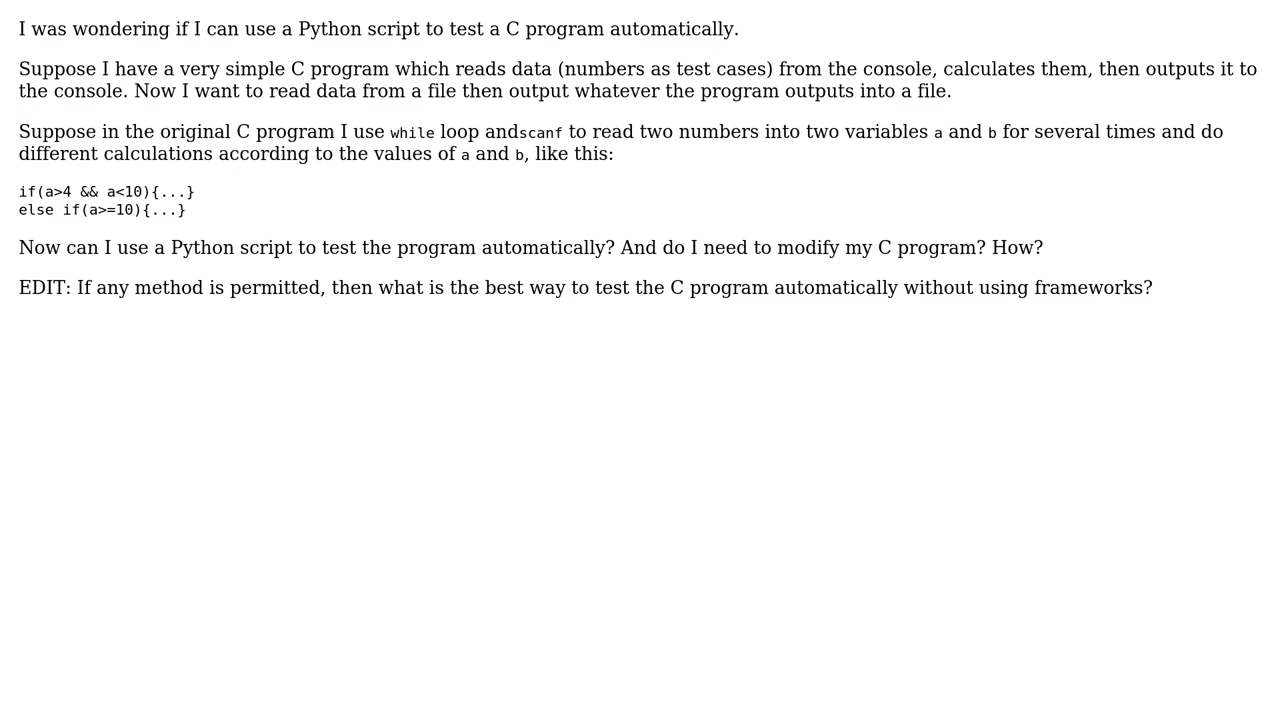 I was wondering if I can use a Python script to test a C program automatically.
Suppose I have a very simple C program which reads data (numbers as test cases) from the console, calculates them, then outputs it to
the console. Now I want to read data from a file then output whatever the program outputs into a file.
Suppose in the original C program I use while loop andscanf to read two numbers into two variables a and b for several times and do
different calculations according to the values of a and b, like this:
if(a>4 && a<10){...}
else if(a>=10){...}
Now can I use a Python script to test the program automatically? And do I need to modify my C program? How?
EDIT: If any method is permitted, then what is the best way to test the C program automatically without using frameworks?